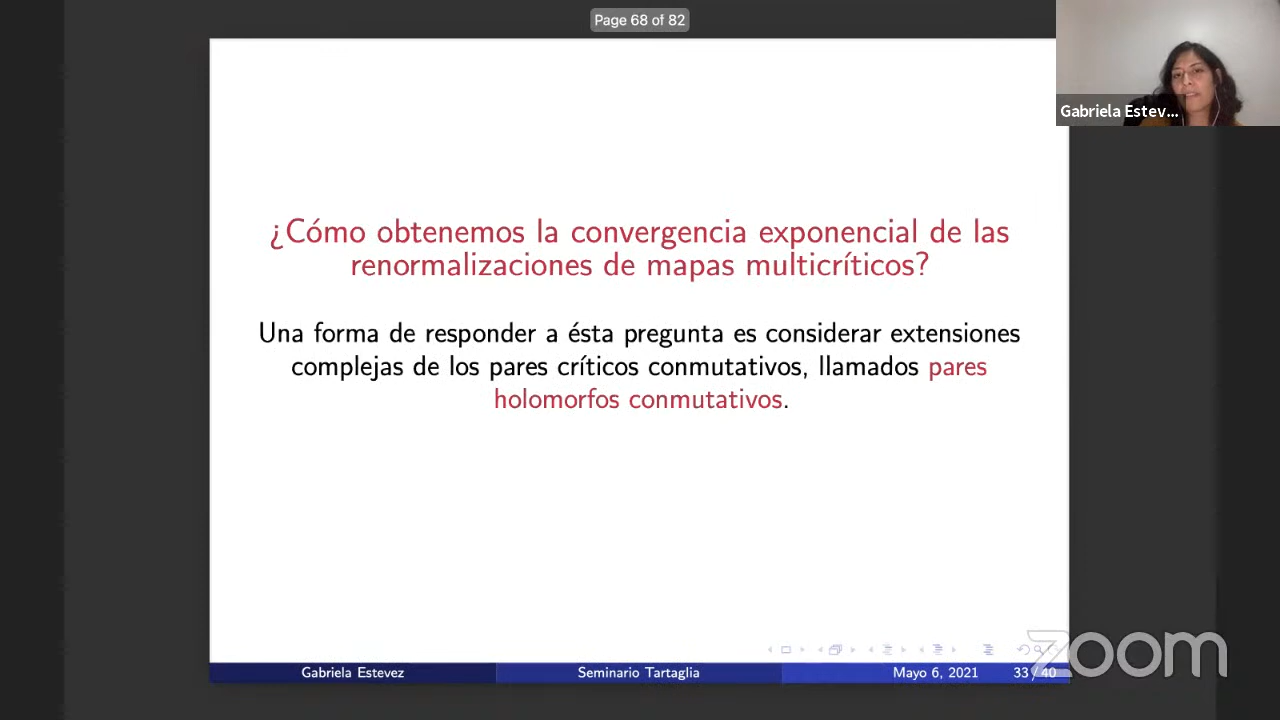 Page 68 of 82
Gabriela Estev...
¿Cómo obtenemos la convergencia exponencial de las
renormalizaciones de mapas multicríticos?
Una forma de responder a ésta pregunta es considerar extensiones
complejas de los pares críticos conmutativos, llamados pares
holomorfos conmutativos.
Gabriela Estevez
Seminario Tartaglia
Mayo 6, 2021
33 / 40
zoom